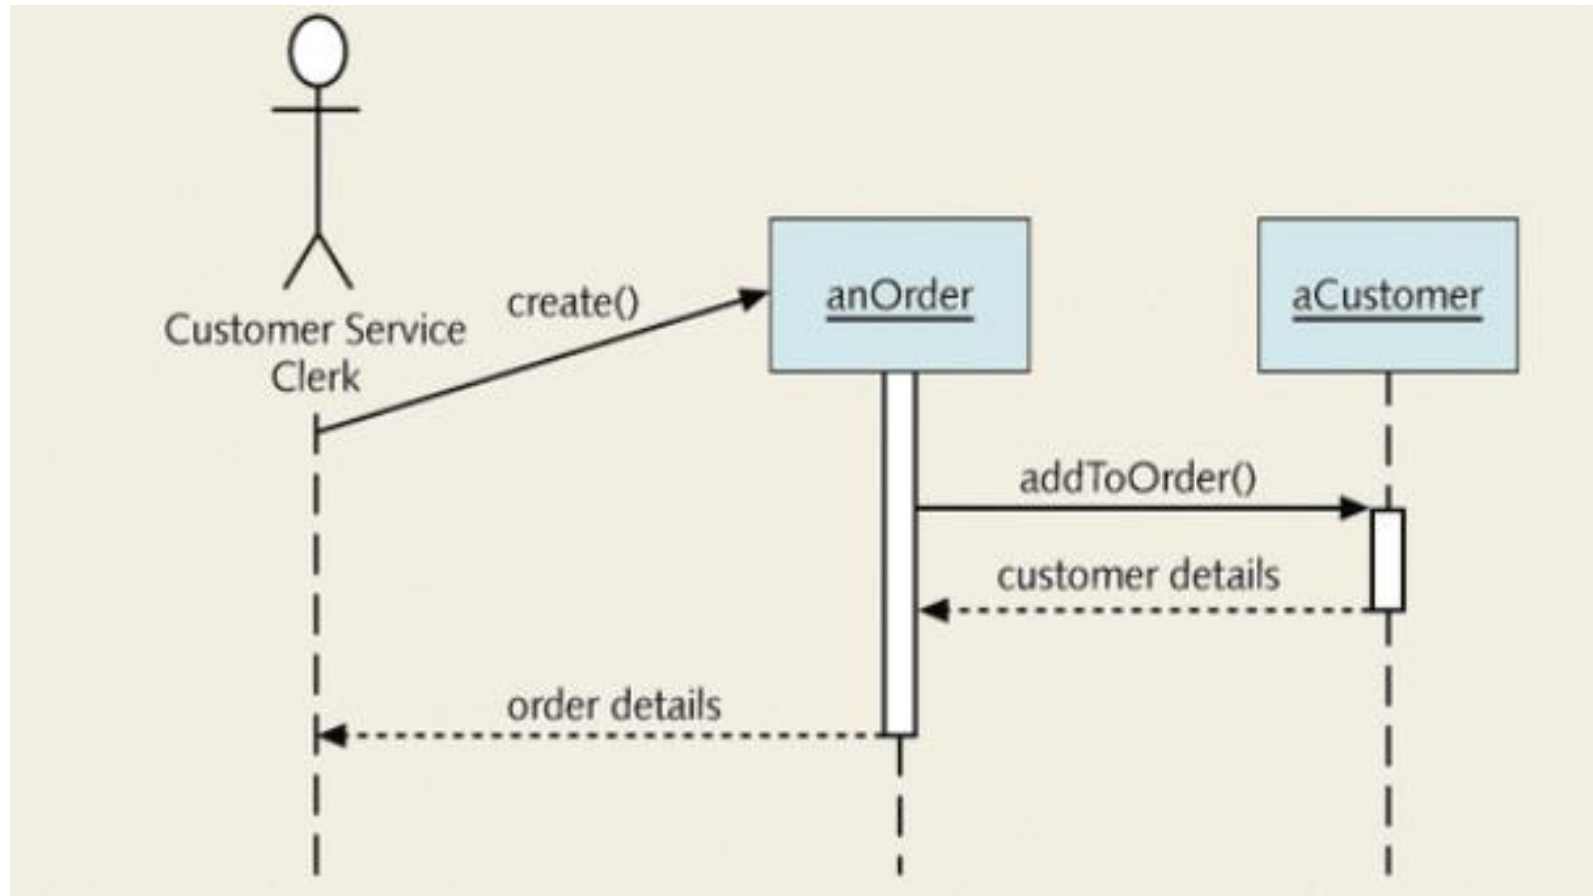 Customer Service
Clerk
create()
anOrder
aCustomer
addToOrder()
customer details
order details